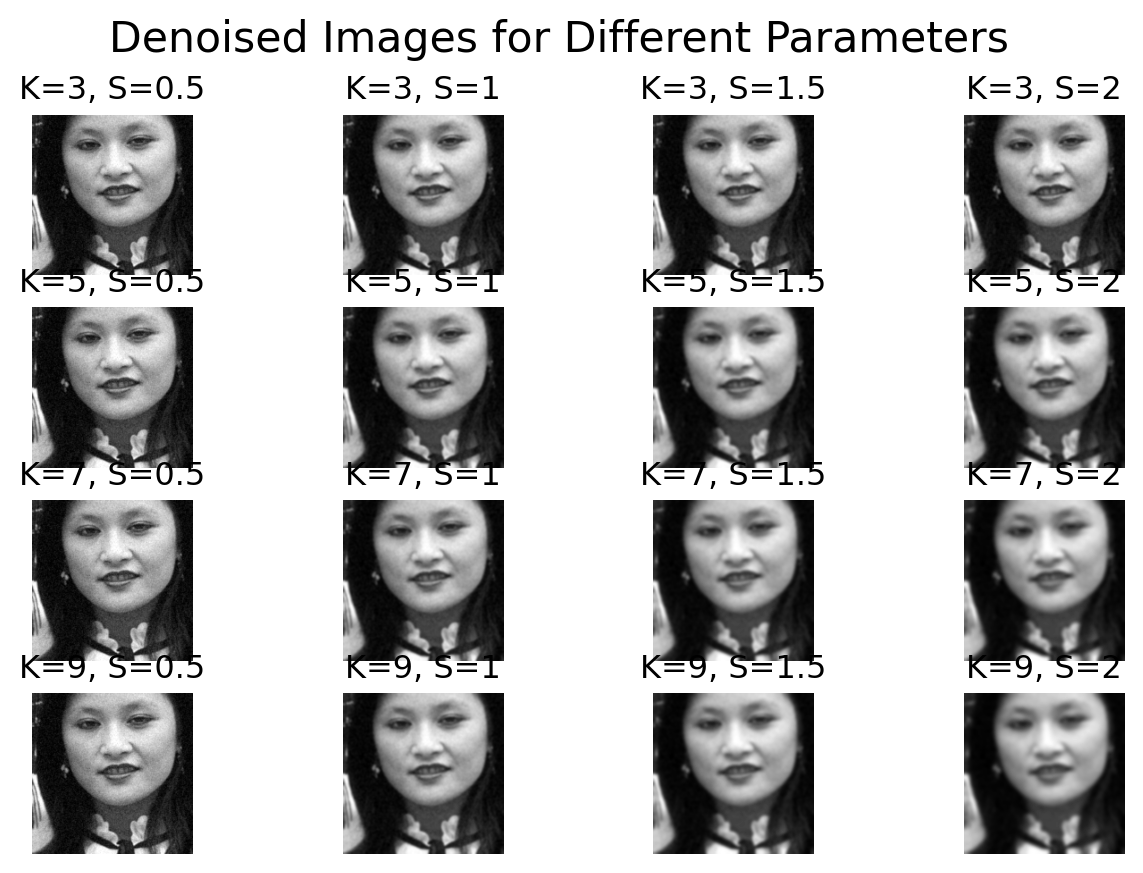 Denoised Images for Different Parameters
K=3, S=0.5 K=3, S=1 K=3, S=1.5 K=3, S=2
K=5, S=0.5 K=5, S=1 K=5, S=1.5 K=5, S=2
K=7, S=0.5 K=7, S=1 K=7, S=1.5 K=7, S=2
K=9, S=0.5 K=9, S=1 K=9, S=1.5 K=9, S=2